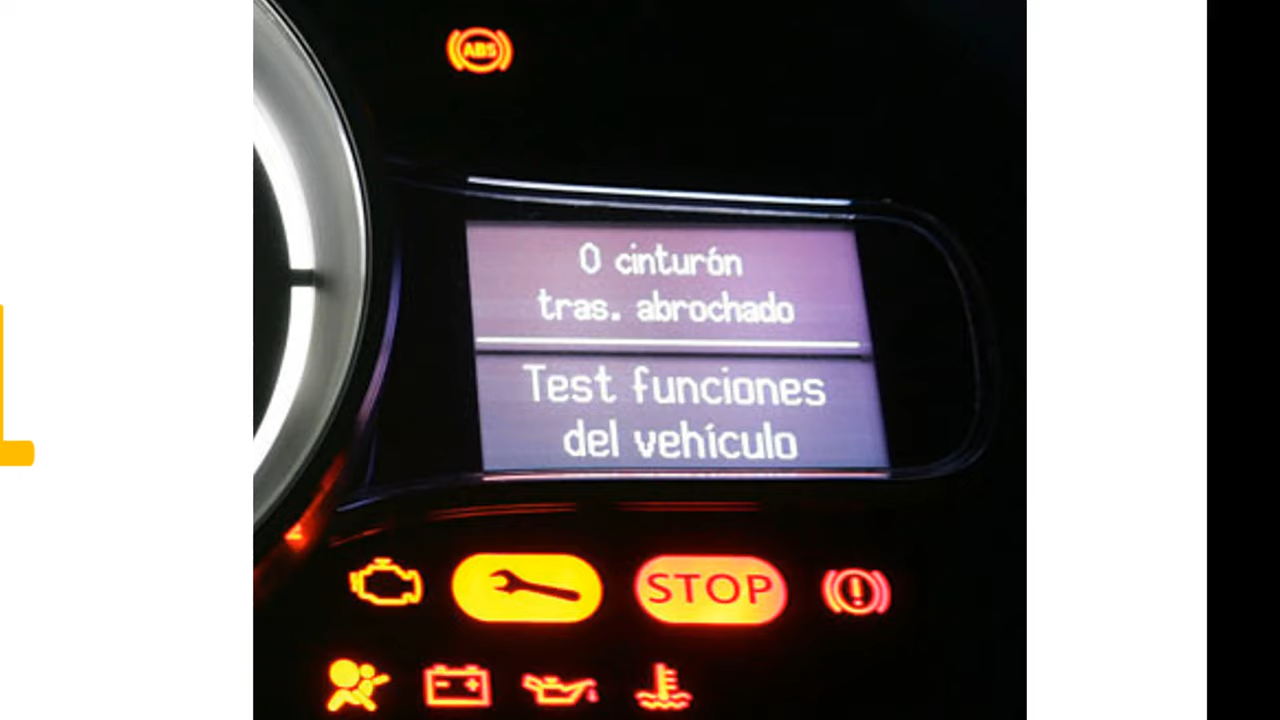 ABS
0 cinturón
tras. abrochado
Test funciones
del vehículo
STOP